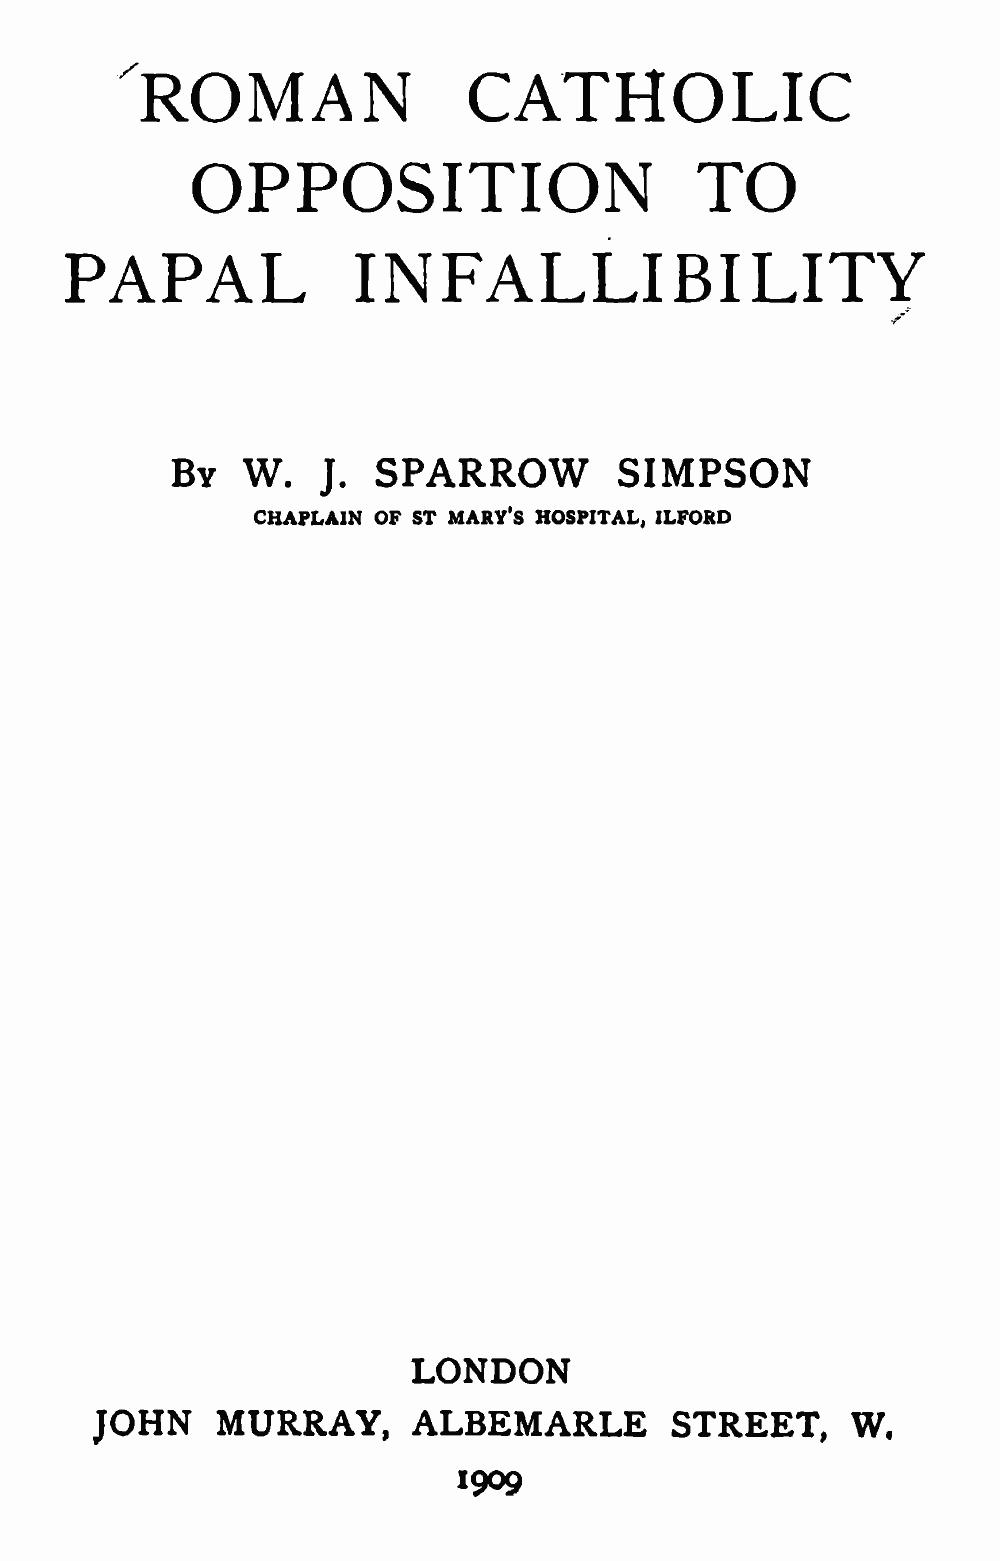 ROMAN CATHOLIC
OPPOSITION TO
PAPAL INFALLIBILITY
By W. J. SPARROW SIMPSON
CHAPLAIN OF ST MARY'S HOSPITAL, ILFORD
LONDON
JOHN MURRAY, ALBEMARLE STREET, W.
1909